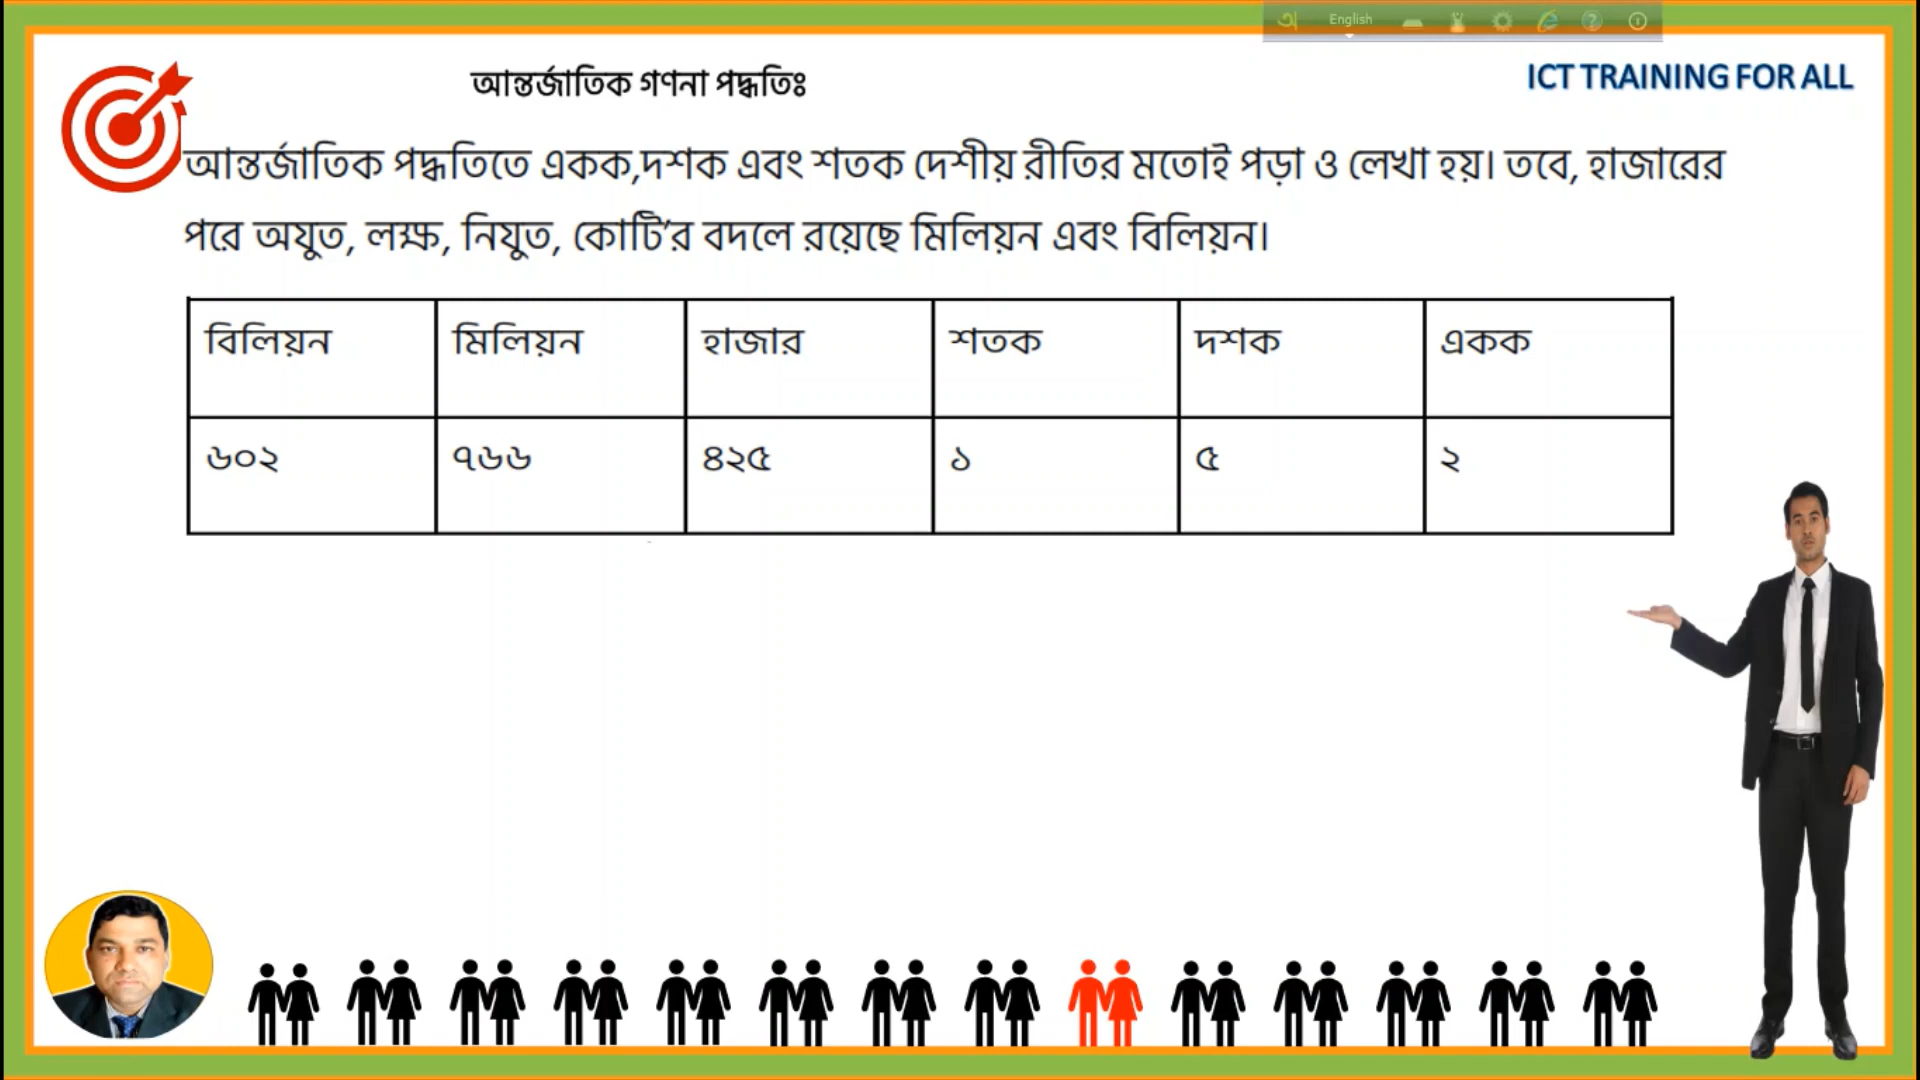 English
আন্তর্জাতিক গণনা পদ্ধতিঃ
ICT TRAINING FOR ALL
আন্তর্জাতিক পদ্ধতিতে একক,দশক এবং শতক দেশীয় রীতির মতোই পড়া ও লেখা হয়। তবে, হাজারের
পরে অযুত, লক্ষ, নিযুত, কোটি’র বদলে রয়েছে মিলিয়ন এবং বিলিয়ন।
বিলিয়ন মিলিয়ন হাজার শতক দশক একক
৬০২ ৭৬৬ ৪২৫ ১ ৫ ২